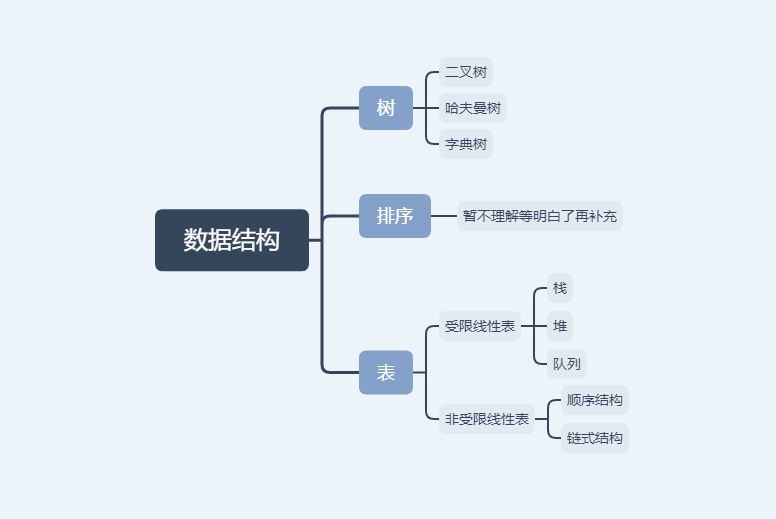 数据结构
树
二叉树
哈夫曼树
字典树
排序
暂不理解等明白了再补充
表
受限线性表
栈
堆
队列
非受限线性表
顺序结构
链式结构